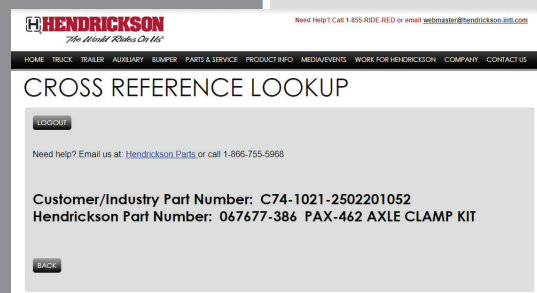 Need Help? Call 1-855-RIDE-RED or email webmaster@hendrickson-intl.com
H HENDRICKSON
The World Rides On Us®
HOME TRUCK TRAILER AUXILIARY BUMPER PARTS & SERVICE PRODUCT INFO MEDIA/EVENTS WORK FOR HENDRICKSON COMPANY CONTACT US
CROSS REFERENCE LOOKUP
LOGOUT
Need help? Email us at: Hendrickson Parts or call 1-866-755-5968
Customer/Industry Part Number: C74-1021-2502201052
Hendrickson Part Number: 067677-386 PAX-462 AXLE CLAMP KIT
BACK